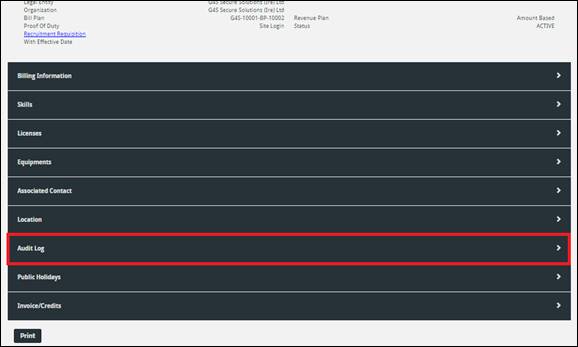 Legal Entity G4S Secure Solutions (Ire) Ltd
Organization G4S Secure Solutions (Ire) Ltd
Bill Plan G4S-10001-BP-10002 Revenue Plan Amount Based
Proof Of Duty Site Login Status ACTIVE
Recruitment Requisition
With Effective Date
Billing Information
Skills
Licenses
Equipments
Associated Contact
Location
Audit Log
Public Holidays
Invoice/Credits
Print